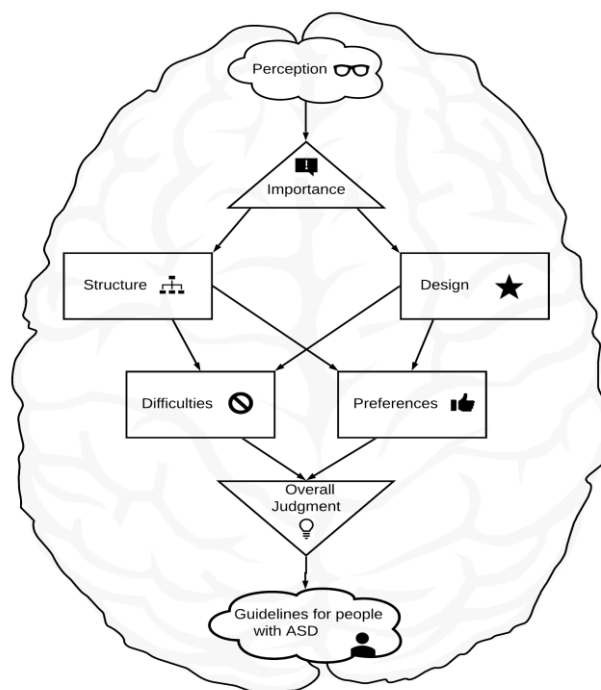 Perception
Importance
Structure
Design
Difficulties
Preferences
Overall
Judgment
Guidelines for people
with ASD